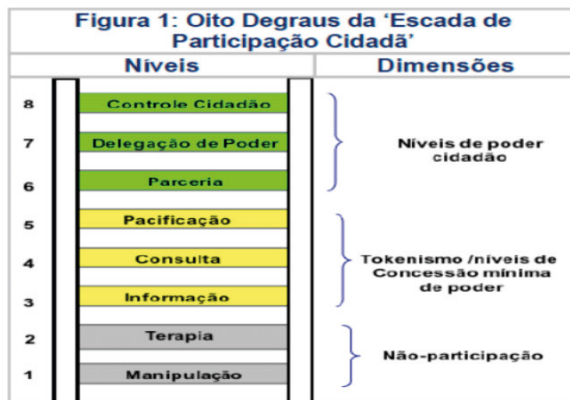 Figura 1: Oito Degraus da ‘Escada de
Participação Cidadã’
Níveis
Dimensões
8
Controle Cidadão
7
Delegação de Poder
6
Parceria
Níveis de poder
cidadão
5
Pacificação
4
Consulta
3
Informação
Tokenismo /níveis de
Concessão mínima
de poder
2
Terapia
1
Manipulação
Não-participação